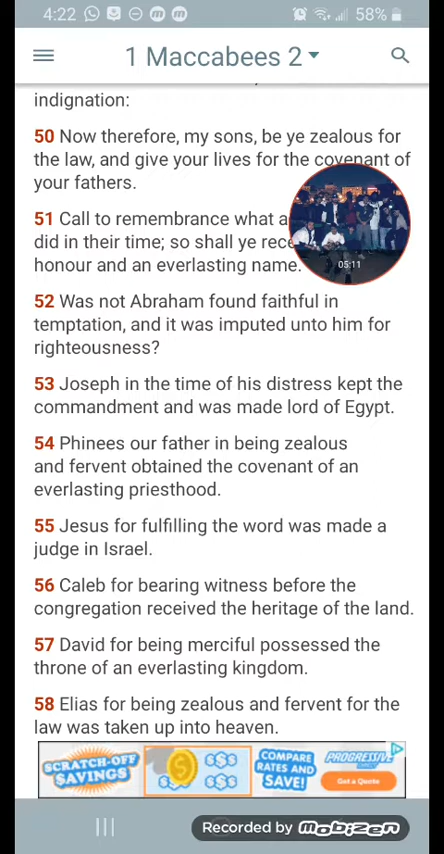 4:22 58%
1 Maccabees 2
indignation:
50 Now therefore, my sons, be ye zealous for
the law, and give your lives for the covenant of
your fathers.
51 Call to remembrance what a
did in their time; so shall ye rece
honour and an everlasting name.
05:11
52 Was not Abraham found faithful in
temptation, and it was imputed unto him for
righteousness?
53 Joseph in the time of his distress kept the
commandment and was made lord of Egypt.
54 Phinees our father in being zealous
and fervent obtained the covenant of an
everlasting priesthood.
55 Jesus for fulfilling the word was made a
judge in Israel.
56 Caleb for bearing witness before the
congregation received the heritage of the land.
57 David for being merciful possessed the
throne of an everlasting kingdom.
58 Elias for being zealous and fervent for the
law was taken up into heaven.
SCRATCH-OFF
SAVINGS
$
$$$
$$$
COMPARE
RATES AND
SAVE!
PROGRESSIVE
Get a Quote
Recorded by Mobizen